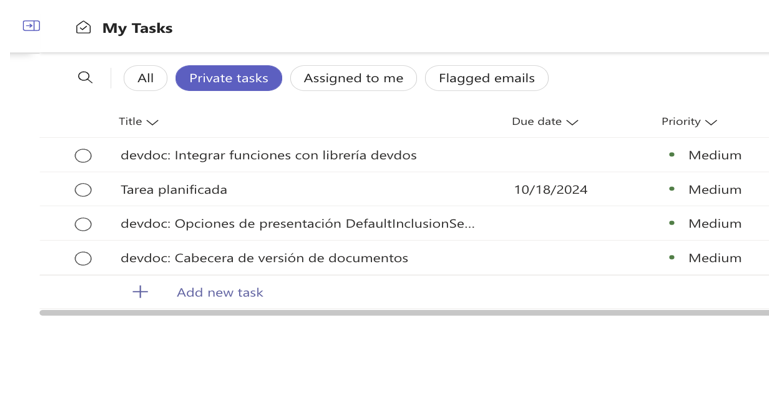 My Tasks
All Private tasks Assigned to me Flagged emails
Title Due date Priority
devdoc: Integrar funciones con librería devdos Medium
Tarea planificada 10/18/2024 Medium
devdoc: Opciones de presentación DefaultInclusionSe... Medium
devdoc: Cabecera de versión de documentos Medium
Add new task